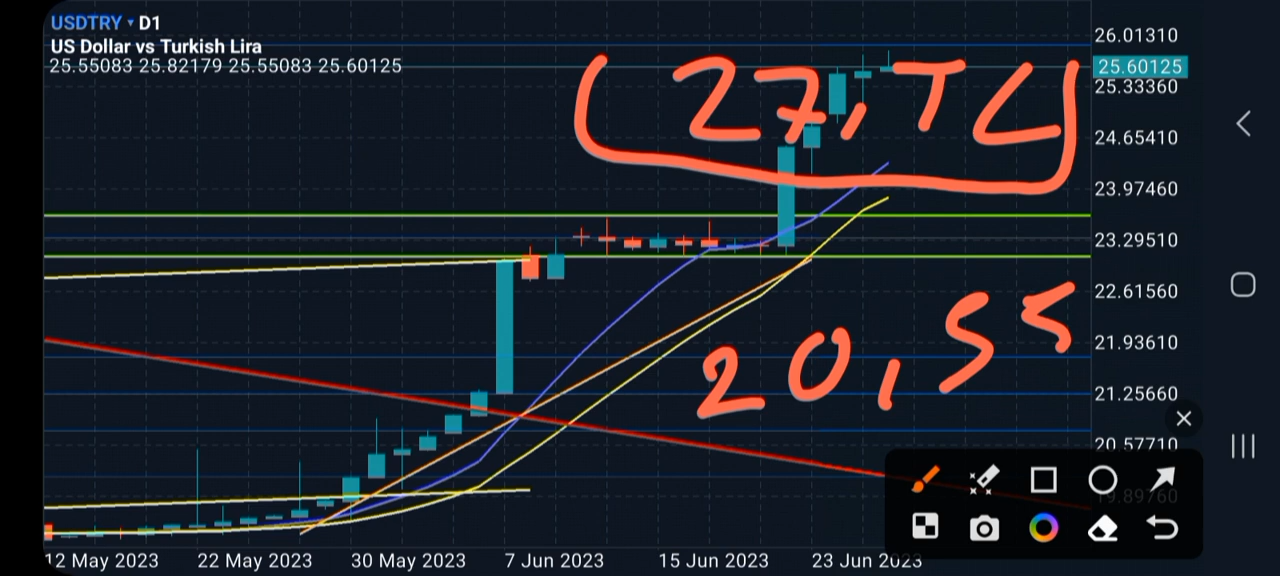 USDTRY ▾ D1
US Dollar vs Turkish Lira
25.55083 25.82179 25.55083 25.60125
26.01310
25.60125
25.33360
24.65410
23.97460
23.29510
22.61560
21.93610
21.25660
20.57710
19.89760
27, TL
20,55
12 May 2023 22 May 2023 30 May 2023 7 Jun 2023 15 Jun 2023 23 Jun 2023